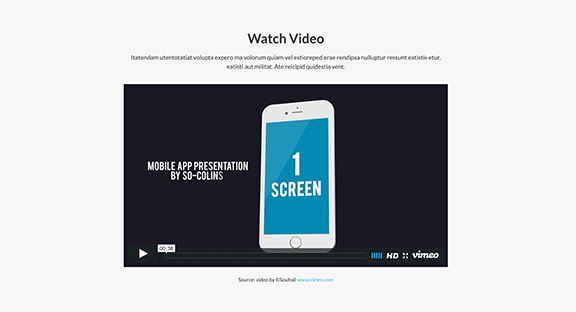 Watch Video
Itatendam utentotatiat volupta expero ma volorum quiam vel estioreped erae rendipsa nulluptur ressunt eatistis etur,
eatisti aut militat. Ate reicipid quidestia vent.
MOBILE APP PRESENTATION
BY SO-COLINS
1
SCREEN
00:38
HD vimeo
Source: video by ©Souhail www.vimeo.com